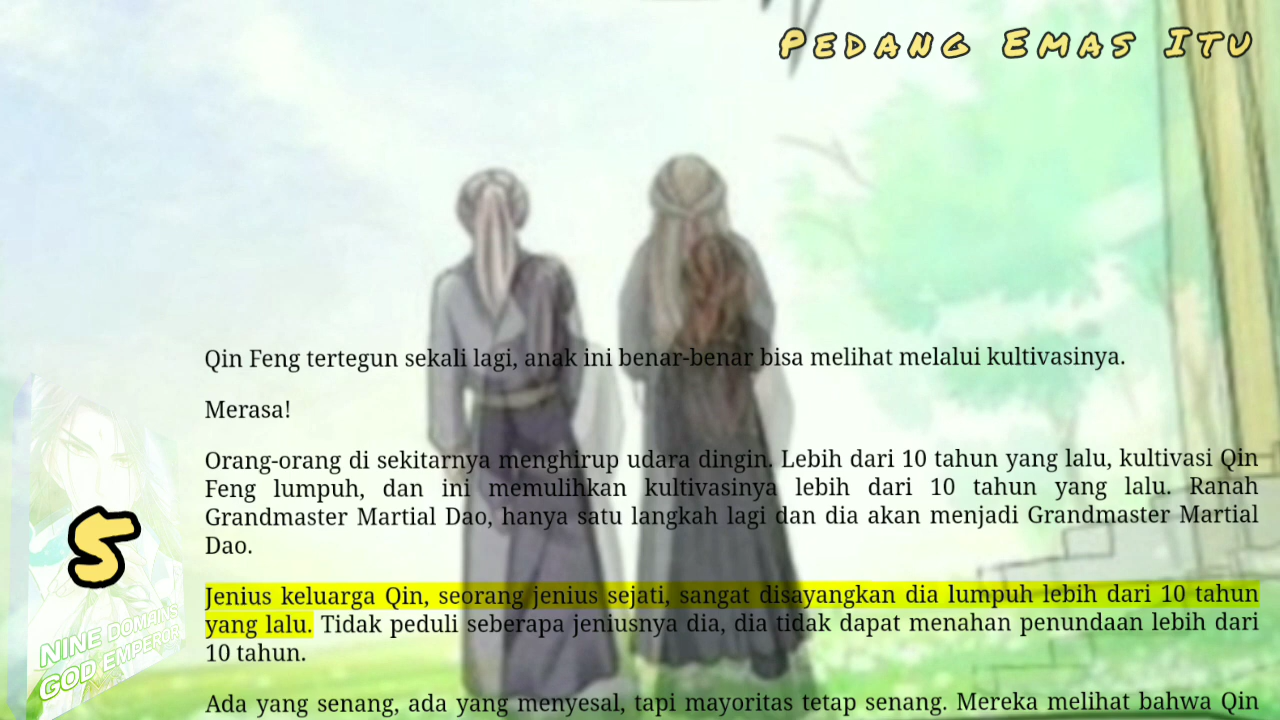 Pedang Emas Itu
Qin Feng tertegun sekali lagi, anak ini benar-benar bisa melihat melalui kultivasinya.
Merasa!
Orang-orang di sekitarnya menghirup udara dingin. Lebih dari 10 tahun yang lalu, kultivasi Qin
Feng lumpuh, dan ini memulihkan kultivasinya lebih dari 10 tahun yang lalu. Ranah
Grandmaster Martial Dao, hanya satu langkah lagi dan dia akan menjadi Grandmaster Martial
Dao.
Jenius keluarga Qin, seorang jenius sejati, sangat disayangkan dia lumpuh lebih dari 10 tahun
yang lalu. Tidak peduli seberapa jeniusnya dia, dia tidak dapat menahan penundaan lebih dari
10 tahun.
Ada yang senang, ada yang menyesal, tapi mayoritas tetap senang. Mereka melihat bahwa Qin
5
NINE DOMAINS
GOD EMPEROR